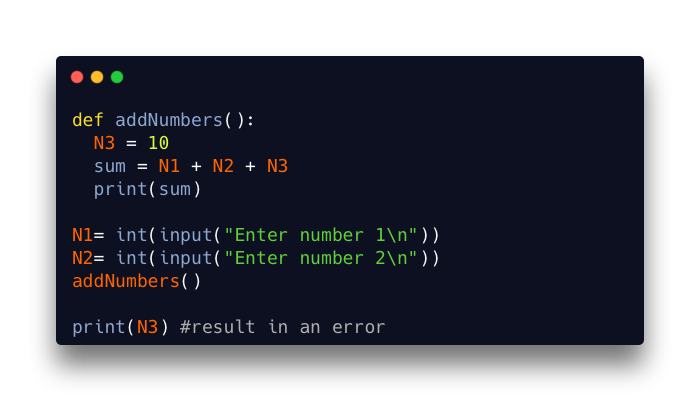 def addNumbers():
  N3 = 10
  sum = N1 + N2 + N3
  print(sum)

N1= int(input("Enter number 1\n"))
N2= int(input("Enter number 2\n"))
addNumbers()

print(N3) #result in an error